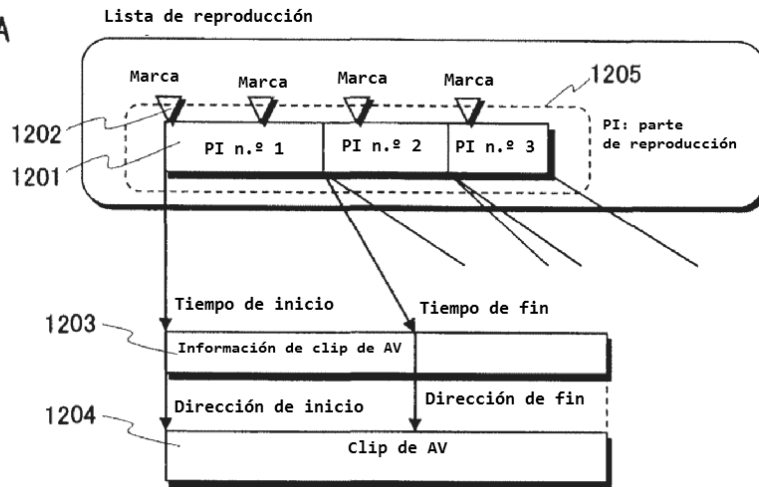 A
Lista de reproducción
Marca
Marca
Marca
Marca
1205
1202
PI: parte
de reproducción
PI n.º 1
PI n.º 2
PI n.º 3
1201
Tiempo de inicio
Tiempo de fin
1203
Información de clip de AV
Dirección de inicio
Dirección de fin
1204
Clip de AV